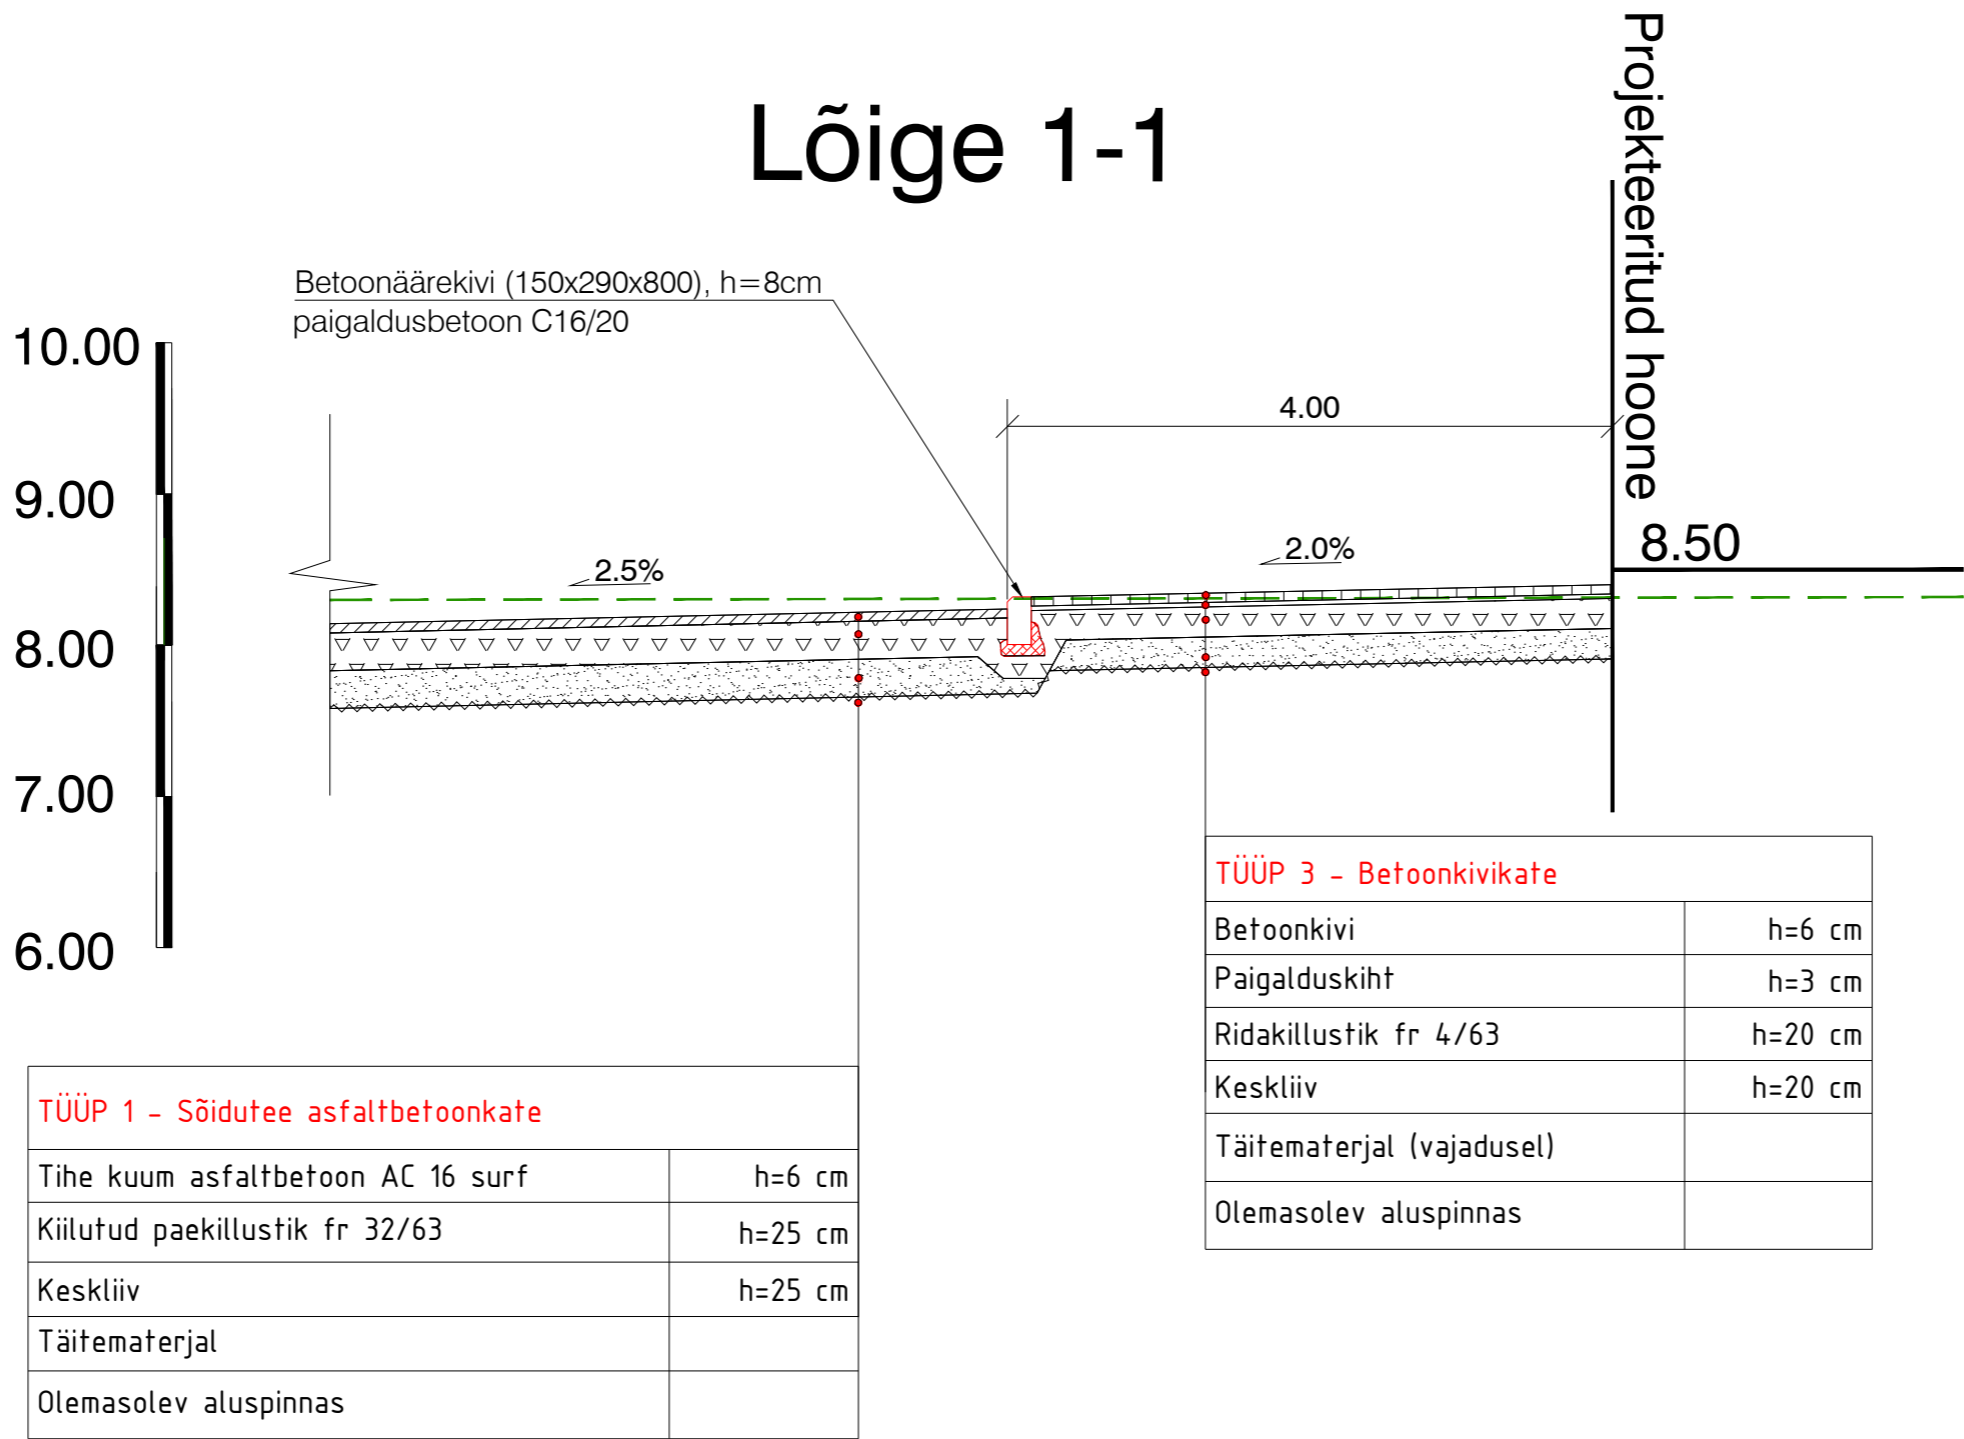 Lõige 1-1
Projekteeritud hoone
Betoonäärekivi (150x290x800), h=8cm
paigaldusbetoon C16/20
10.00
9.00
8.00
7.00
6.00
4.00
2.5%
2.0%
8.50
TÜÜP 3 - Betoonkivikate
Betoonkivi h=6 cm
Paigalduskiht h=3 cm
Ridakillustik fr 4/63 h=20 cm
Keskliiv h=20 cm
Täitematerjal (vajadusel)
Olemasolev aluspinnas
TÜÜP 1 - Sõidutee asfaltbetoonkate
Tihe kuum asfaltbetoon AC 16 surf h=6 cm
Kiilutud paekillustik fr 32/63 h=25 cm
Keskliiv h=25 cm
Täitematerjal
Olemasolev aluspinnas